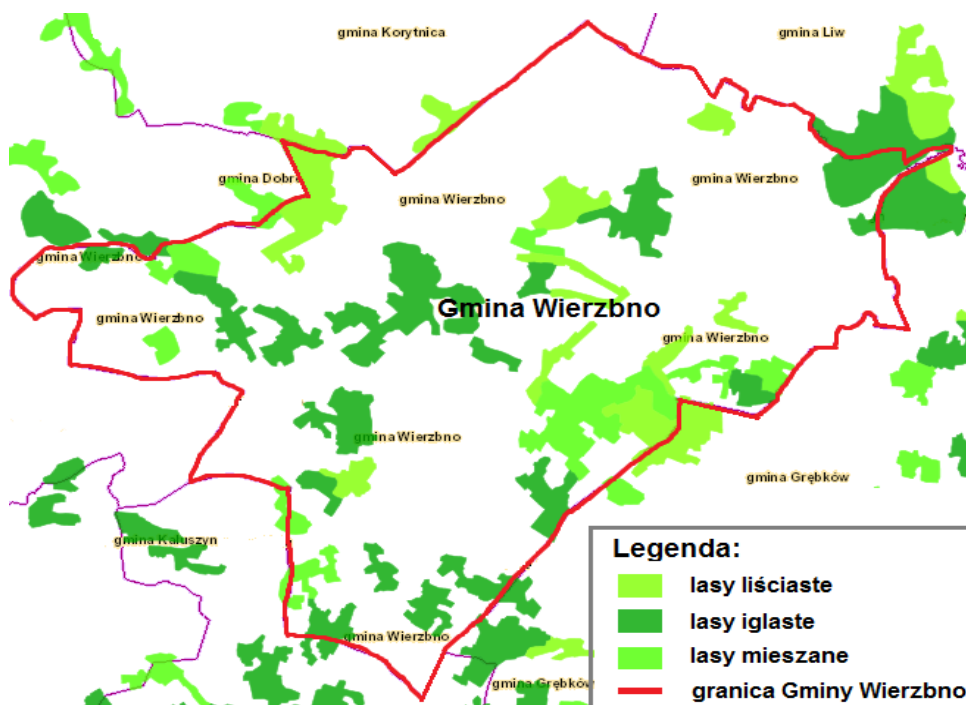 gmina Korytnica
gmina Liw
gmina Dobre
gmina Wierzbno
gmina Wierzbno
gmina Wierzbno
gmina Wierzbno
Gmina Wierzbno
gmina Wierzbno
gmina Wierzbno
gmina Grębków
gmina Kałuszyn
gmina Wierzbno
gmina Grębków
Legenda:
lasy liściaste
lasy iglaste
lasy mieszane
granica Gminy Wierzbno